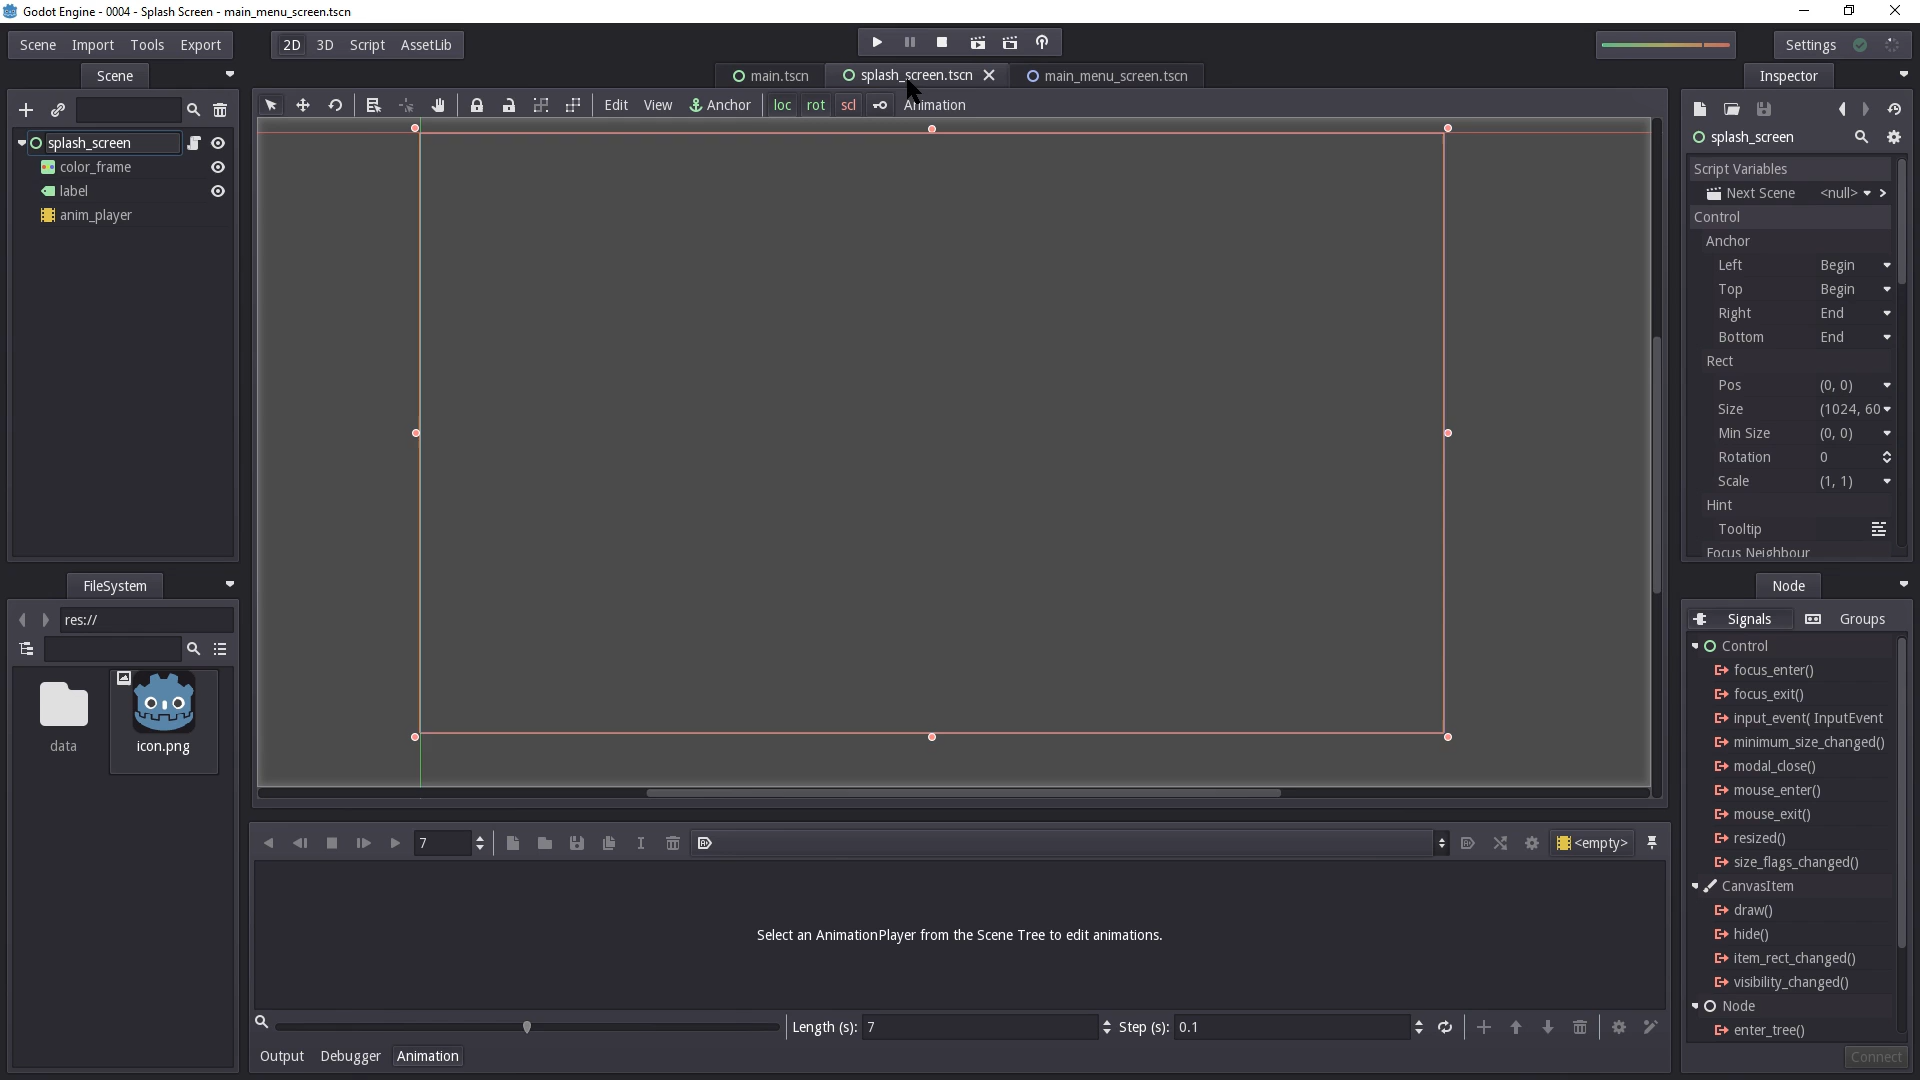 Godot Engine - 0004 - Splash Screen - main_menu_screen.tscn
Scene Import Tools Export
2D 3D Script AssetLib
Settings
Scene
main.tscn
splash_screen.tscn
main_menu_screen.tscn
Inspector
Edit View Anchor loc rot scl Animation
splash_screen
color_frame
label
anim_player
splash_screen
Script Variables
Next Scene <null>
Control
Anchor
Left Begin
Top Begin
Right End
Bottom End
Rect
Pos (0, 0)
Size (1024, 60
Min Size (0, 0)
Rotation 0
Scale (1, 1)
Hint
Tooltip
Focus Neighbour
FileSystem
res://
data
icon.png
Node
Signals Groups
Control
focus_enter()
focus_exit()
input_event( InputEvent
minimum_size_changed()
modal_close()
mouse_enter()
mouse_exit()
resized()
size_flags_changed()
CanvasItem
draw()
hide()
item_rect_changed()
visibility_changed()
Node
enter_tree()
Connect
7
<empty>
Select an AnimationPlayer from the Scene Tree to edit animations.
Length (s): 7 Step (s): 0.1
Output Debugger Animation